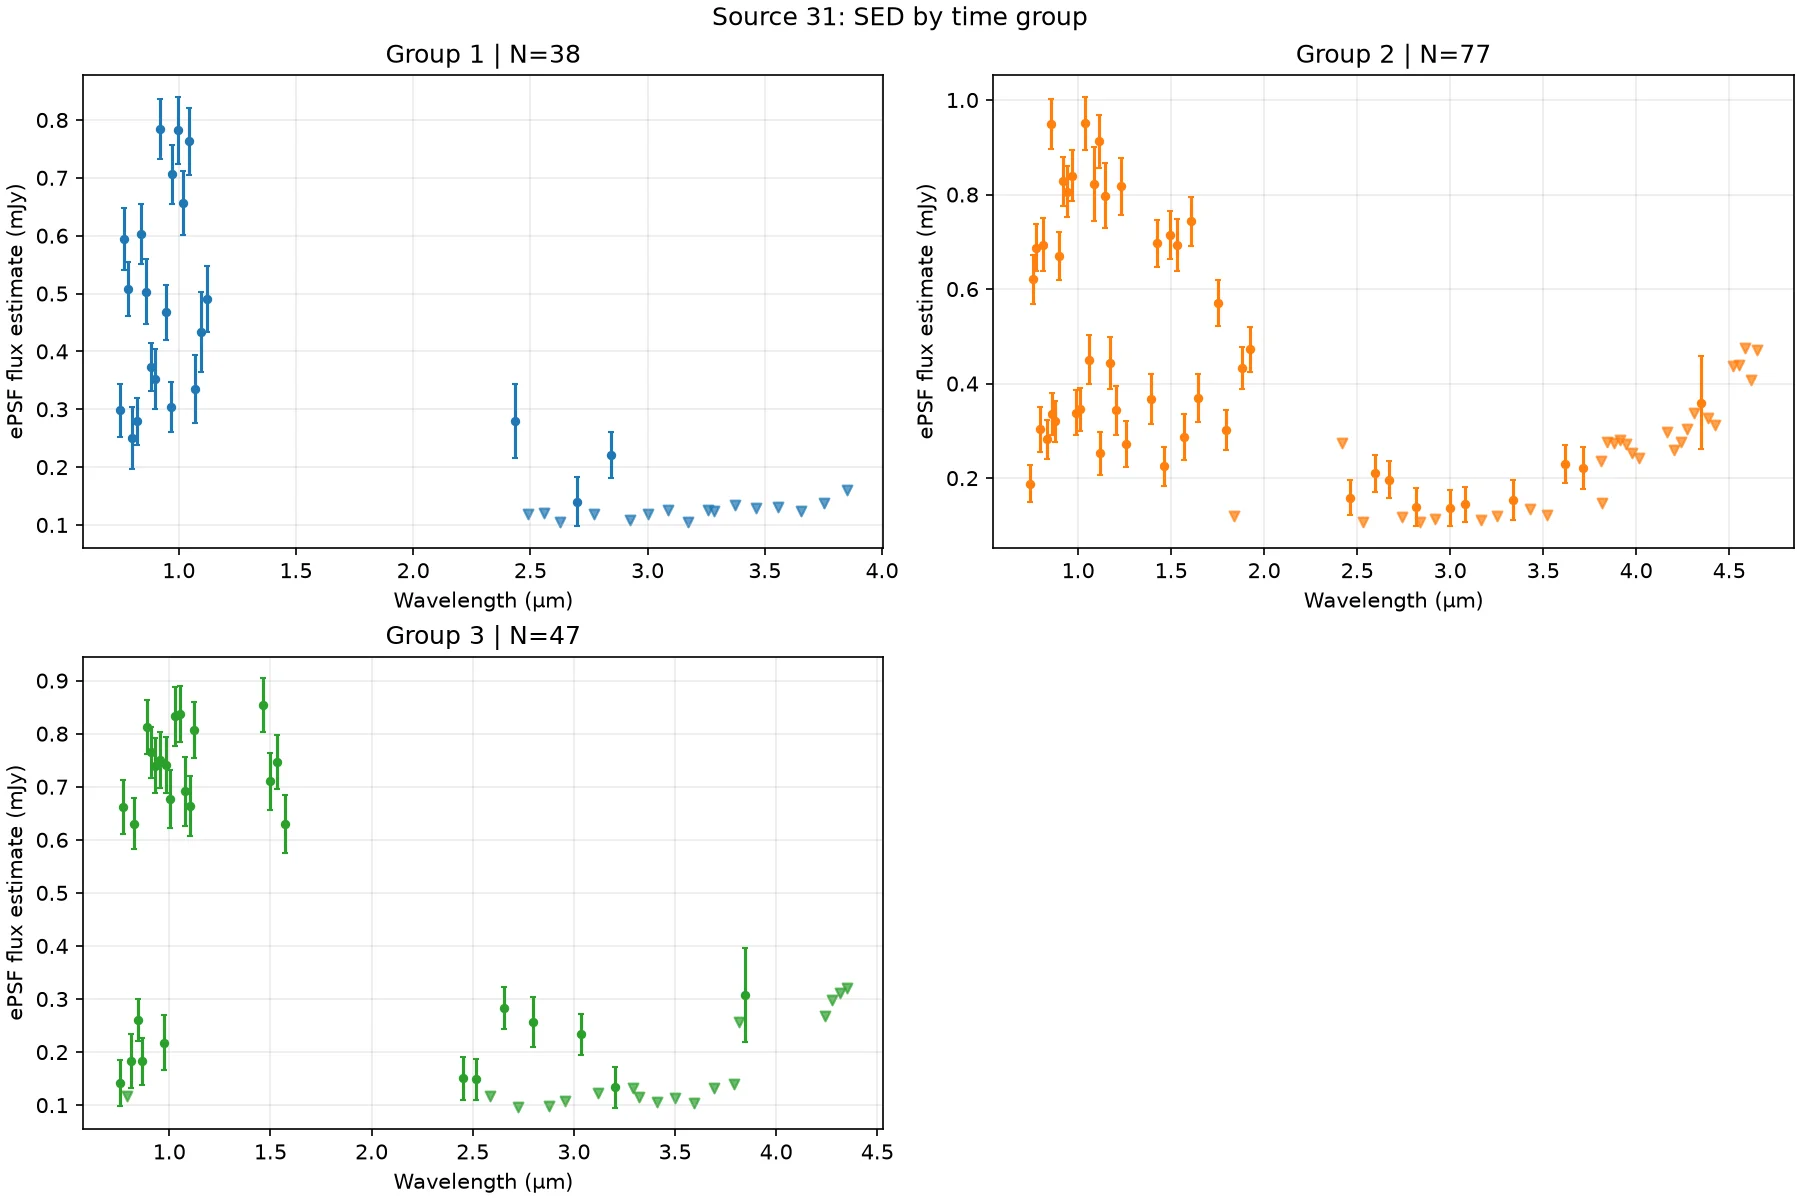 Source 31: SED by time group
Group 1 | N=38
ePSF flux estimate (mJy)
0.8
0.7
0.6
0.5
0.4
0.3
0.2
0.1
1.0 1.5 2.0 2.5 3.0 3.5 4.0
Wavelength (µm)
Group 2 | N=77
ePSF flux estimate (mJy)
1.0
0.8
0.6
0.4
0.2
1.0 1.5 2.0 2.5 3.0 3.5 4.0 4.5
Wavelength (µm)
Group 3 | N=47
ePSF flux estimate (mJy)
0.9
0.8
0.7
0.6
0.5
0.4
0.3
0.2
0.1
1.0 1.5 2.0 2.5 3.0 3.5 4.0 4.5
Wavelength (µm)